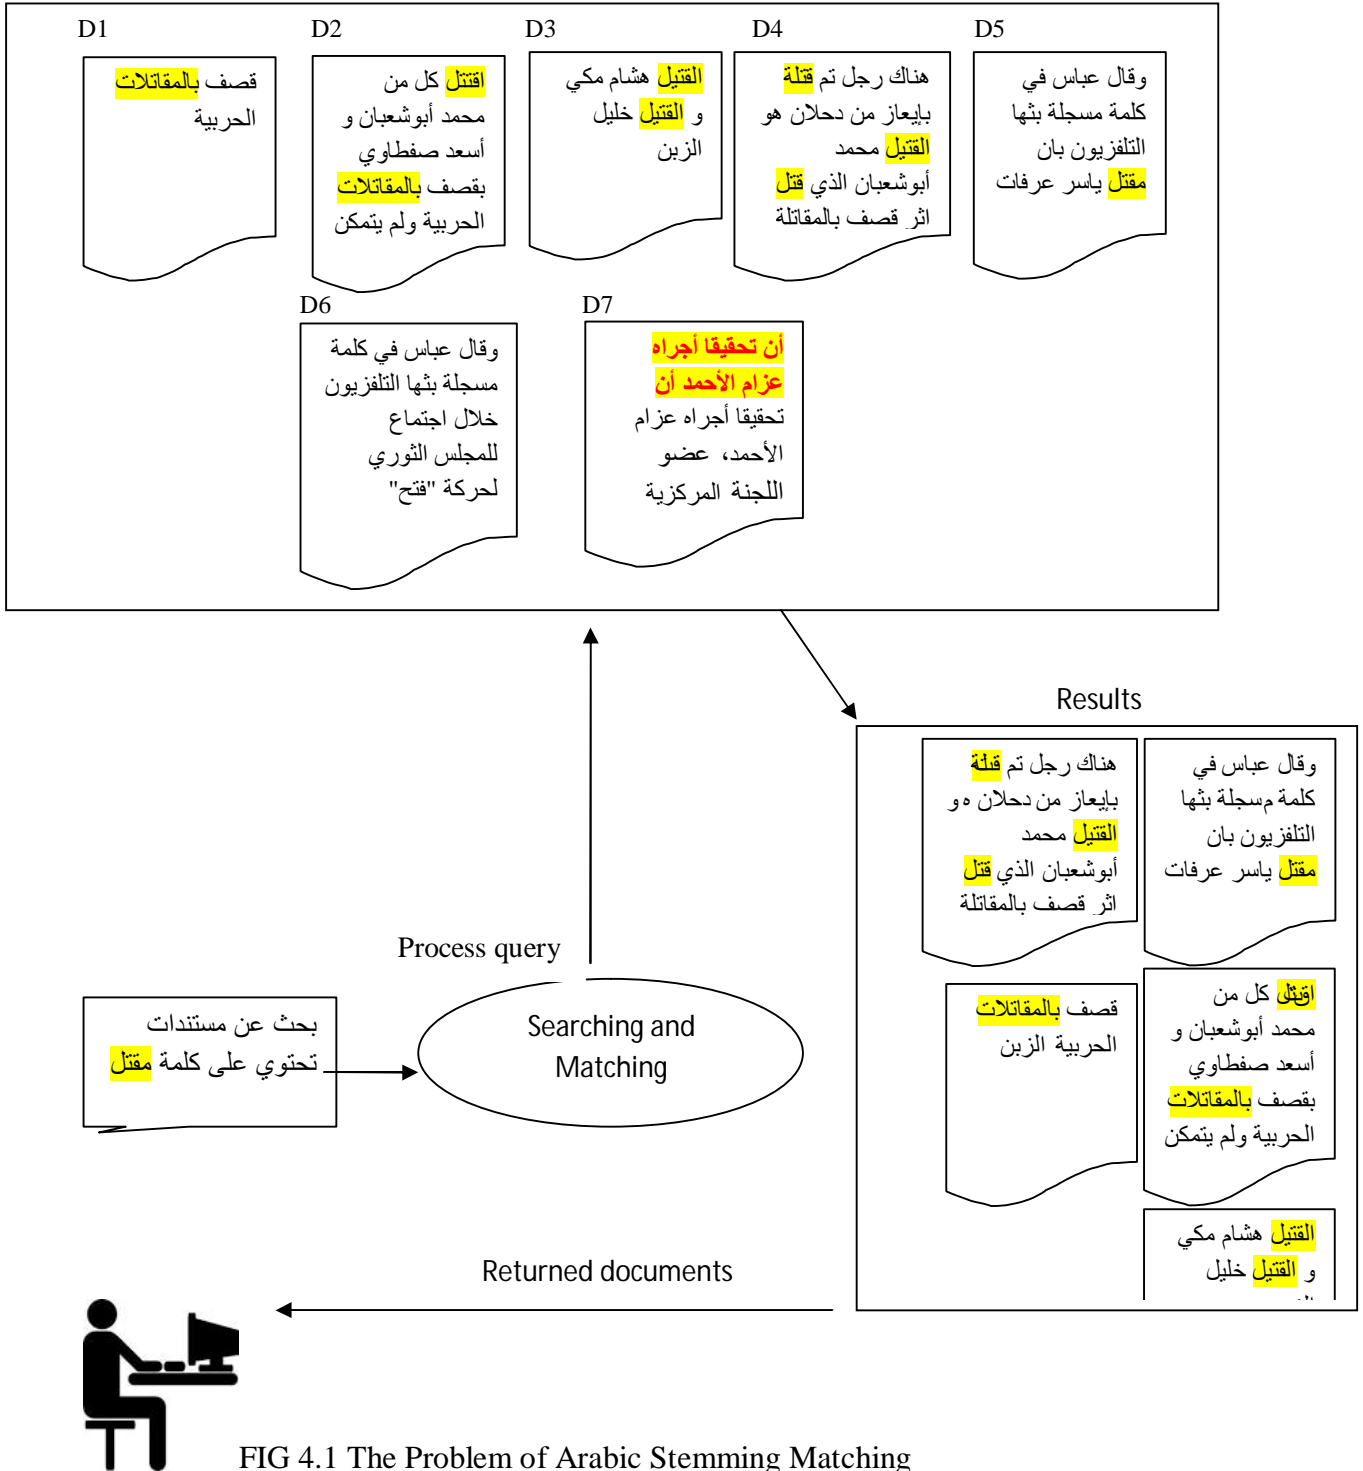 D1
D2
D3
D4
D5
قصف بالمقاتلات
الحربية
اقتتل كل من
محمد أبوشعبان و
أسعد صفطاوي
بقصف بالمقاتلات
الحربية ولم يتمكن
القتيل هشام مكي
و القتيل خليل
الزبن
هناك رجل تم قتلة
بإيعاز من دحلان هو
القتيل محمد
أبوشعبان الذي قتل
اثر قصف بالمقاتلة
وقال عباس في
كلمة مسجلة بثها
التلفزيون بان
مقتل ياسر عرفات
D6
D7
وقال عباس في كلمة
مسجلة بثها التلفزيون
خلال اجتماع
للمجلس الثوري
لحركة "فتح"
أن تحقيقا أجراه
عزام الأحمد أن
تحقيقا أجراه عزام
الأحمد، عضو
اللجنة المركزية
Results
هناك رجل تم قتلة
بإيعاز من دحلان ه و
القتيل محمد
أبوشعبان الذي قتل
اثر قصف بالمقاتلة
وقال عباس في
كلمة مسجلة بثها
التلفزيون بان
مقتل ياسر عرفات
قصف بالمقاتلات
الحربية الزبن
كل من
محمد أبوشعبان و
أسعد صفطاوي
بقصف بالمقاتلات
الحربية ولم يتمكن
القتيل هشام مكي
و القتيل خليل
Process query
بحث عن مستندات
تحتوي على كلمة مقتل
Searching and
Matching
Returned documents
FIG 4.1 The Problem of Arabic Stemming Matching